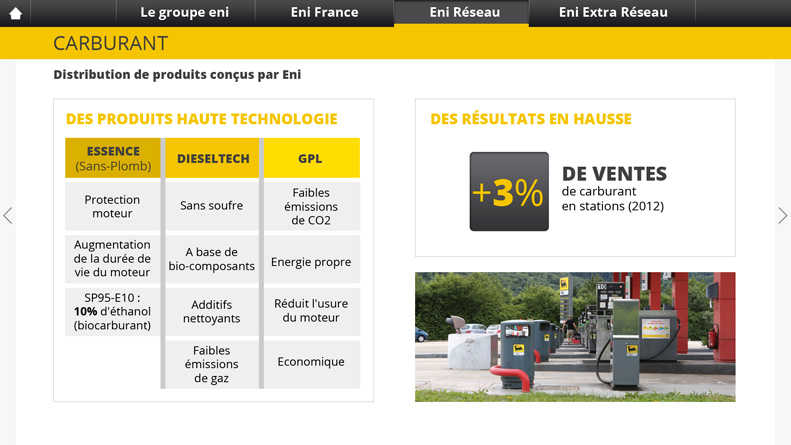 Le groupe eni
Eni France
Eni Réseau
Eni Extra Réseau
CARBURANT
Distribution de produits conçus par Eni
DES PRODUITS HAUTE TECHNOLOGIE
ESSENCE
(Sans-Plomb)
DIESELTECH
GPL
Protection
moteur
Sans soufre
Faibles
émissions
de CO2
Augmentation
de la durée de
vie du moteur
A base de
bio-composants
Energie propre
SP95-E10 :
10% d'éthanol
(biocarburant)
Additifs
nettoyants
Réduit l'usure
du moteur
Faibles
émissions
de gaz
Economique
DES RÉSULTATS EN HAUSSE
+3%
DE VENTES
de carburant
en stations (2012)